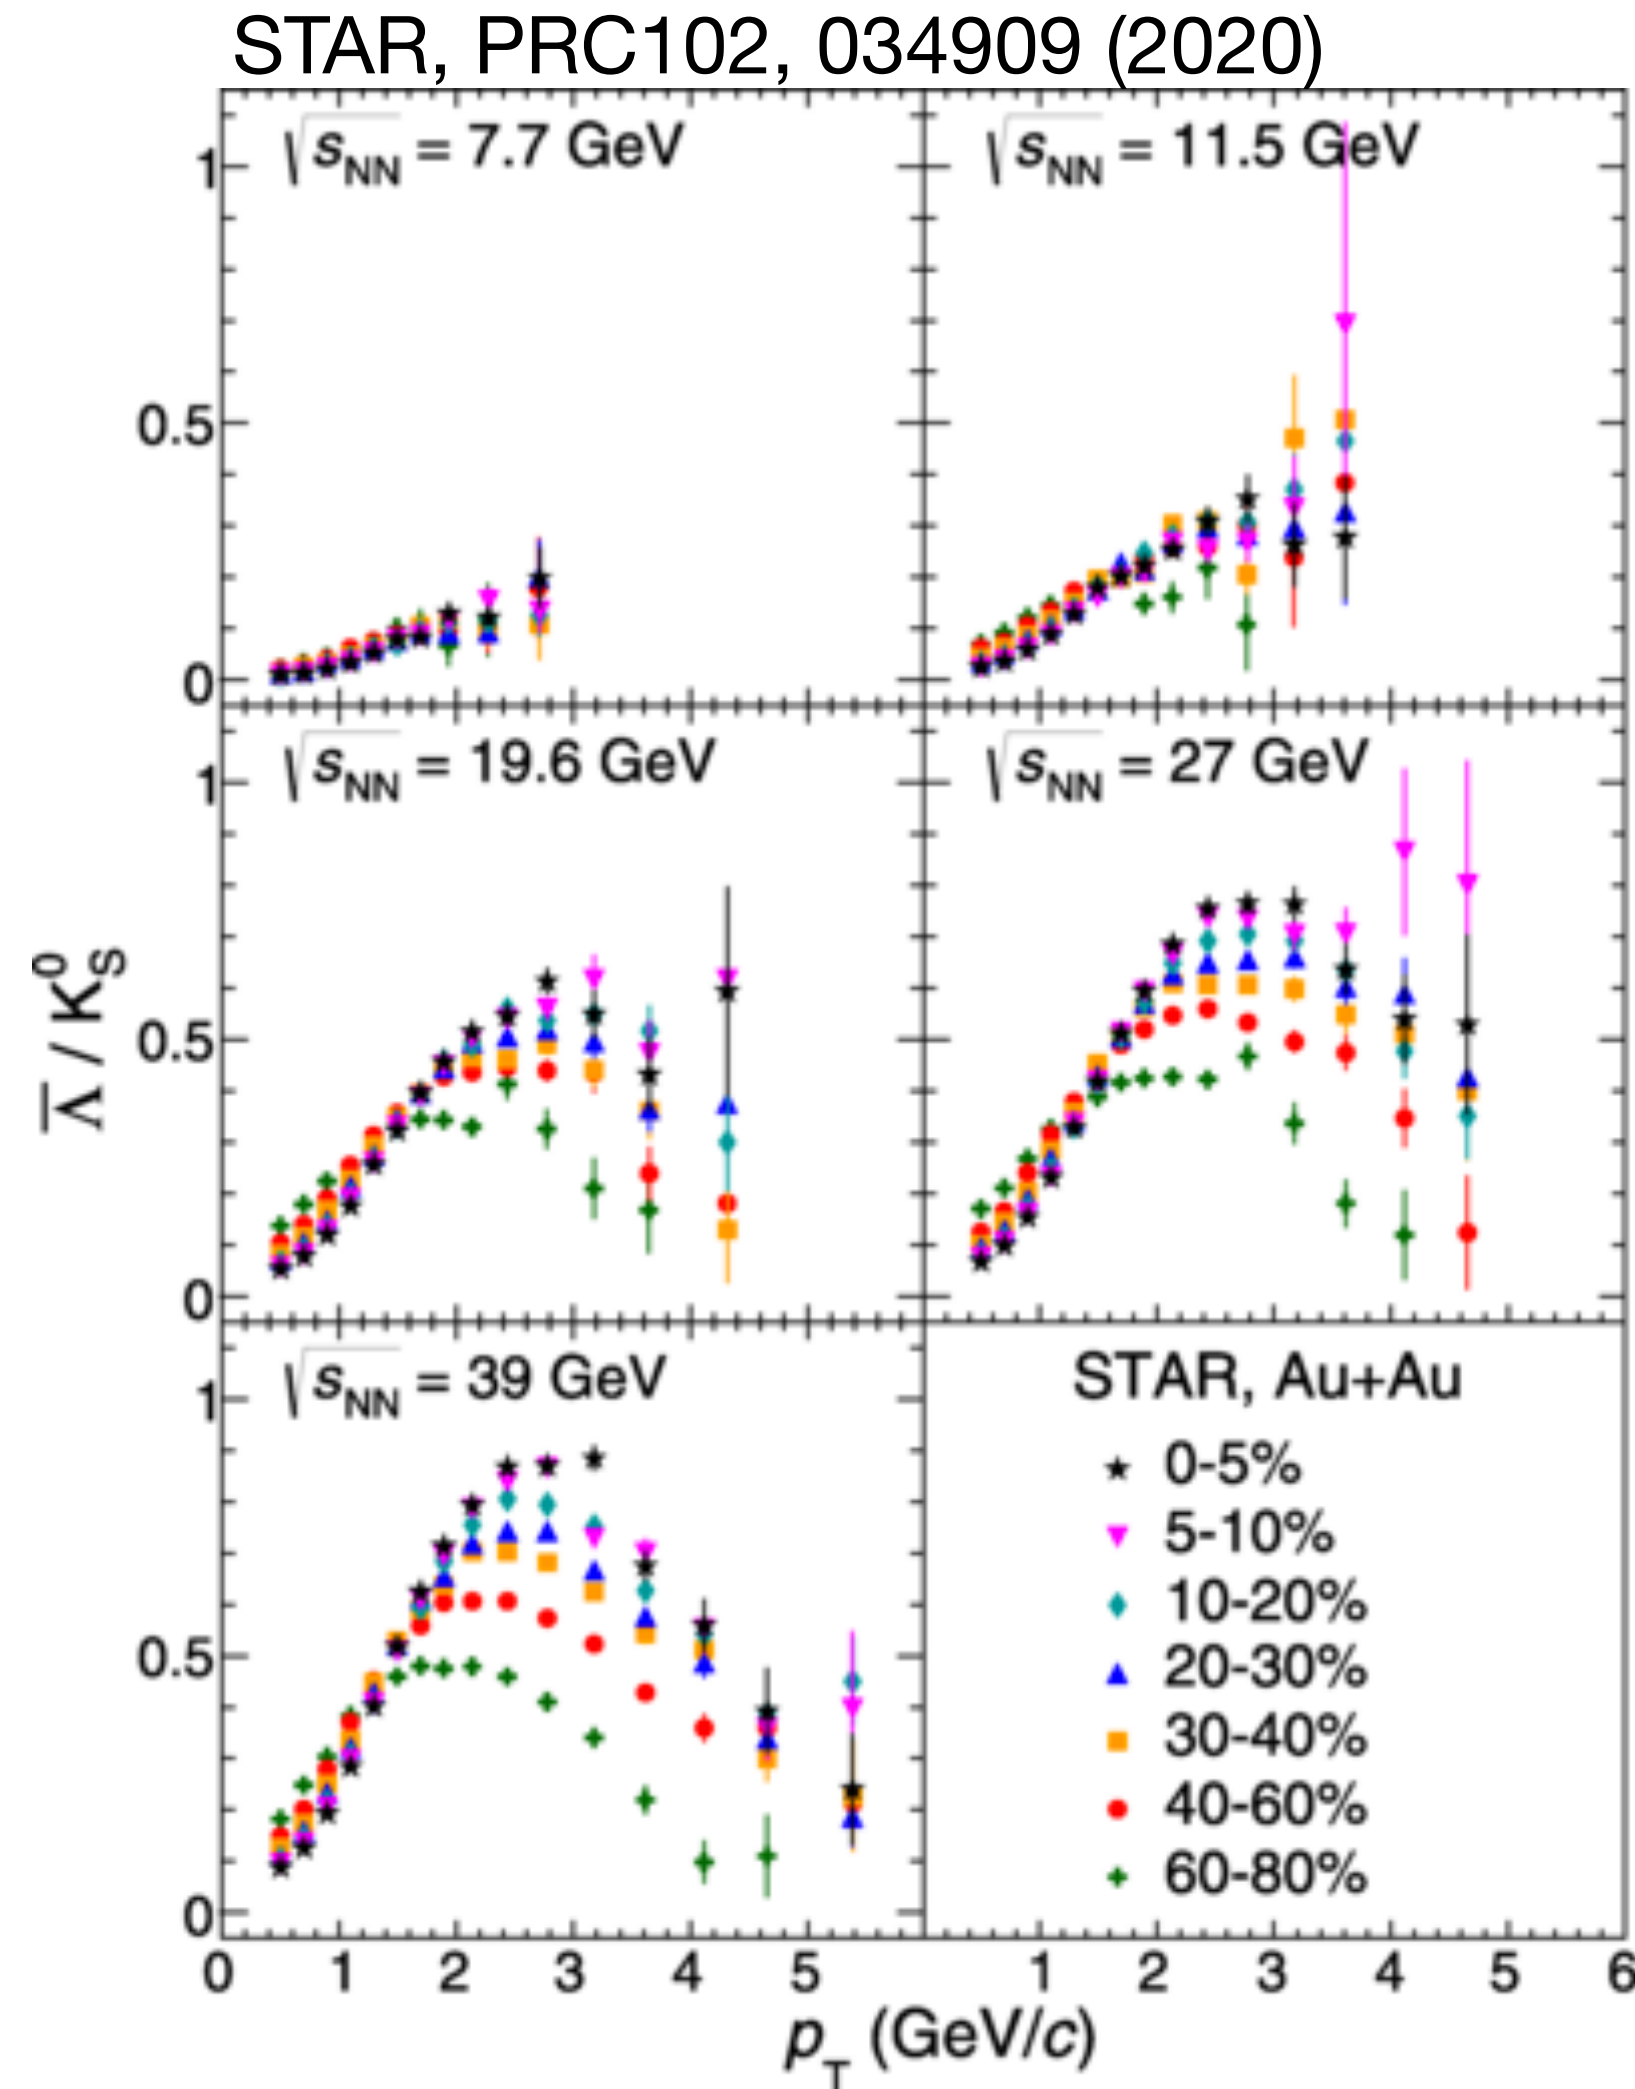 STAR, PRC102, 034909 (2020)
√sNN = 7.7 GeV
√sNN = 11.5 GeV
1
0.5
0
√sNN = 19.6 GeV
√sNN = 27 GeV
1
0.5
0
Λ̅ / K⁰S
√sNN = 39 GeV
1
0.5
0
STAR, Au+Au
0-5%
5-10%
10-20%
20-30%
30-40%
40-60%
60-80%
0 1 2 3 4 5 1 2 3 4 5 6
pT (GeV/c)